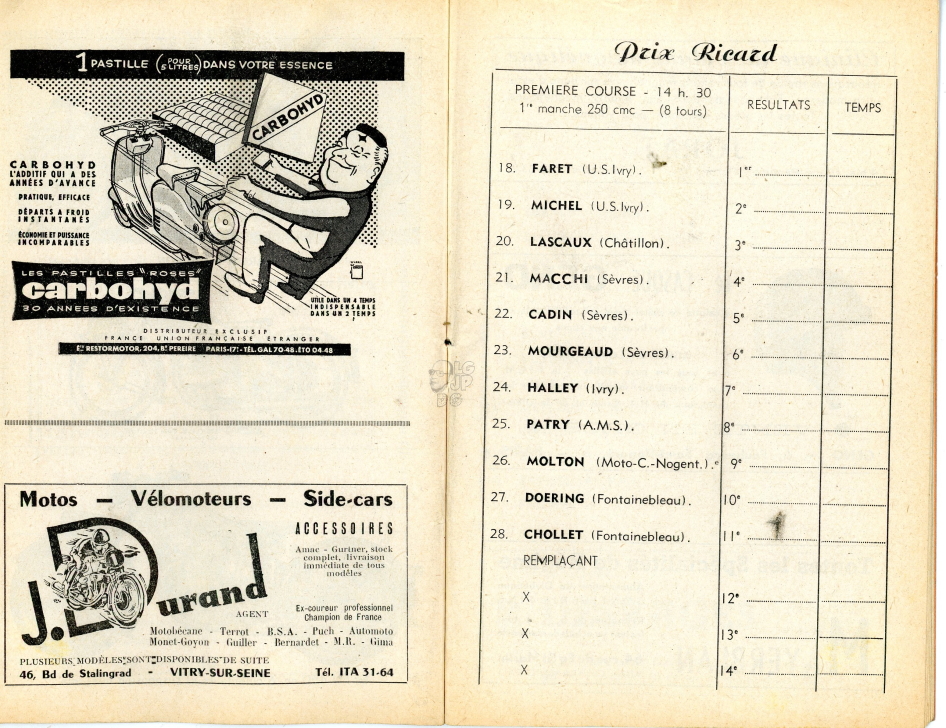 1 PASTILLE (POUR 5 LITRES) DANS VOTRE ESSENCE
CARBOHYD
CARBOHYD
L'ADDITIF QUI A DES
ANNÉES D'AVANCE
PRATIQUE, EFFICACE
DÉPARTS A FROID
INSTANTANÉS
ÉCONOMIE ET PUISSANCE
INCOMPARABLES
LES PASTILLES "ROSES"
carbohyd
30 ANNEES D'EXISTENCE
UTILE DANS UN 4 TEMPS
INDISPENSABLE
DANS UN 2 TEMPS
DISTRIBUTEUR EXCLUSIF
FRANCE UNION FRANÇAISE ÉTRANGER
Ets RESTORMOTOR, 204, Bd PEREIRE PARIS-17e - TÉL. GAL 70-48. ÉTO 04-48
Motos — Vélomoteurs — Side-cars
J. Durand
AGENT
ACCESSOIRES
Amac - Gurtner, stock
complet, livraison
immédiate de tous
modèles
Ex-coureur professionnel
Champion de France
Motobécane - Terrot - B.S.A. - Puch - Automoto
Monet-Goyon - Guiller - Bernardet - M.R. - Gima
PLUSIEURS MODÈLES SONT DISPONIBLES DE SUITE
46, Bd de Stalingrad - VITRY-SUR-SEINE Tél. ITA 31-64
Prix Ricard
PREMIERE COURSE - 14 h. 30
1re manche 250 cmc — (8 tours)
RESULTATS
TEMPS
18. FARET (U.S.Ivry). 1er
19. MICHEL (U.S.Ivry). 2e
20. LASCAUX (Châtillon). 3e
21. MACCHI (Sèvres). 4e
22. CADIN (Sèvres). 5e
23. MOURGEAUD (Sèvres). 6e
24. HALLEY (Ivry). 7e
25. PATRY (A.M.S.). 8e
26. MOLTON (Moto-C.-Nogent.). 9e
27. DOERING (Fontainebleau). 10e
28. CHOLLET (Fontainebleau). 11e
REMPLAÇANT
X 12e
X 13e
X 14e